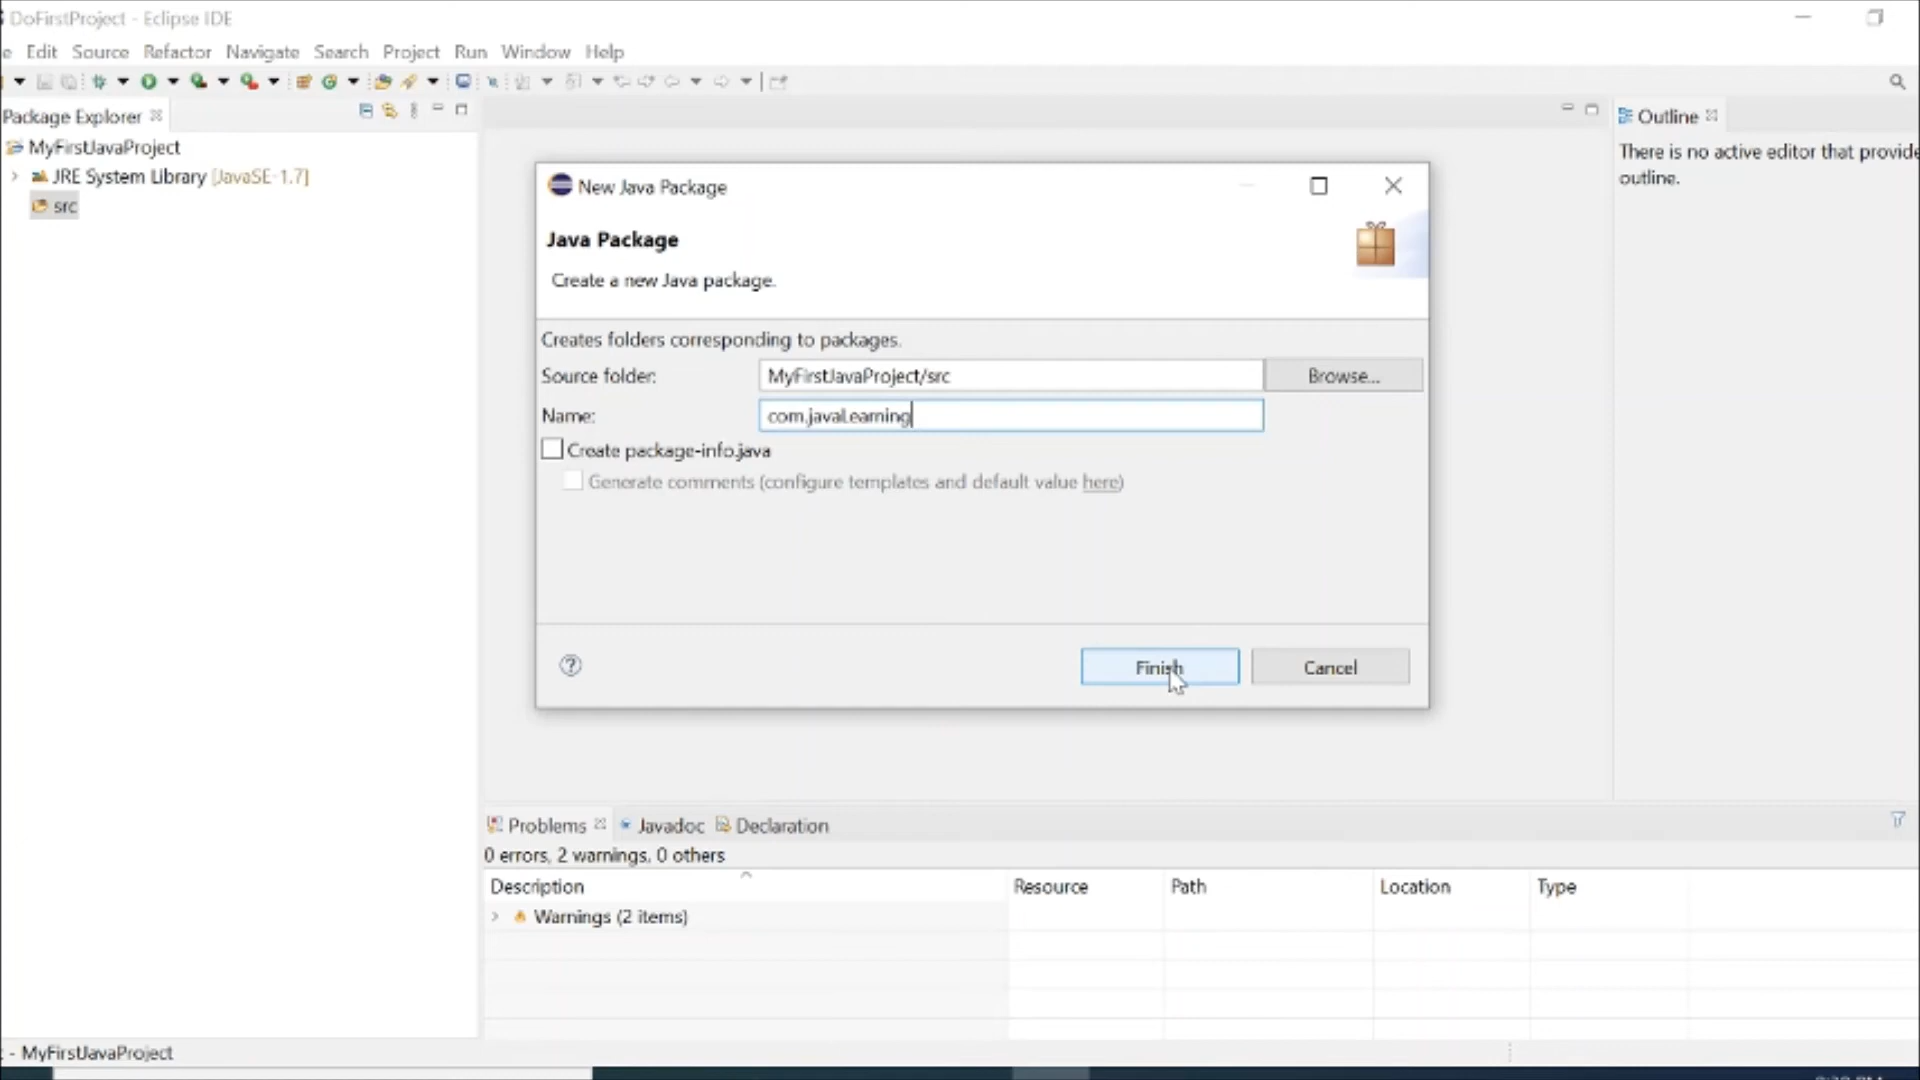 DoFirstProject - Eclipse IDE
e Edit Source Refactor Navigate Search Project Run Window Help
Package Explorer
Outline
MyFirstJavaProject
There is no active editor that provide
outline.
JRE System Library [JavaSE-1.7]
src
New Java Package
Java Package
Create a new Java package.
Creates folders corresponding to packages.
Source folder: MyFirstJavaProject/src Browse...
Name: com.javaLearning
Create package-info.java
Generate comments (configure templates and default value here)
Finish Cancel
Problems Javadoc Declaration
0 errors, 2 warnings, 0 others
Description Resource Path Location Type
Warnings (2 items)
- MyFirstJavaProject